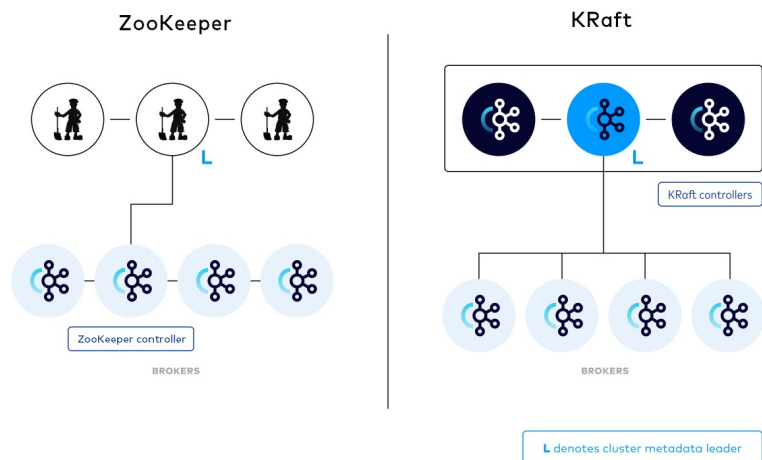 ZooKeeper
L
ZooKeeper controller
BROKERS
KRaft
L
KRaft controllers
BROKERS
L denotes cluster metadata leader